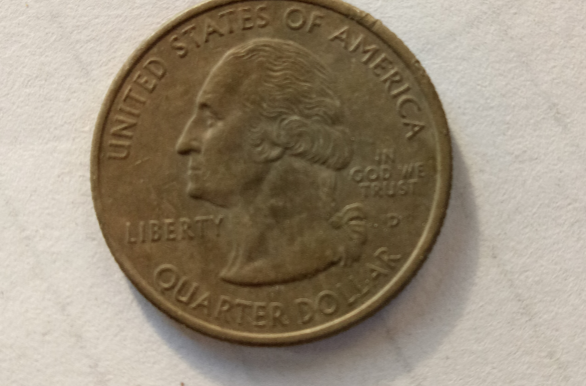 UNITED STATES OF AMERICA
IN
GOD WE
TRUST
LIBERTY
D
QUARTER DOLLAR